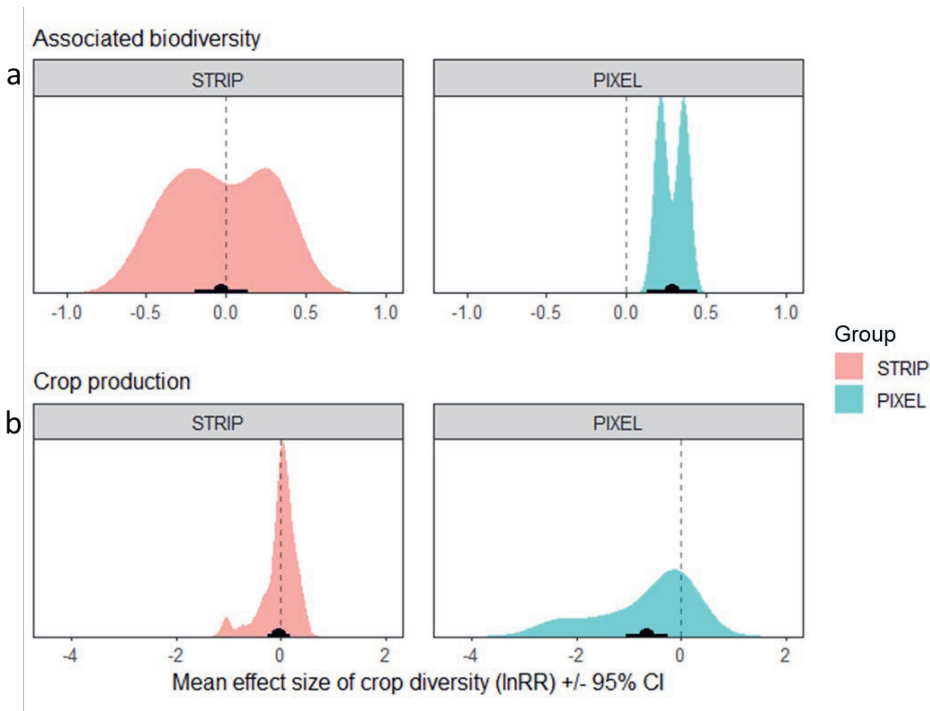 Associated biodiversity
a
STRIP
PIXEL
-1.0 -0.5 0.0 0.5 1.0
-1.0 -0.5 0.0 0.5 1.0
Group
STRIP
PIXEL
Crop production
b
STRIP
PIXEL
-4 -2 0 2
-4 -2 0 2
Mean effect size of crop diversity (lnRR) +/- 95% CI